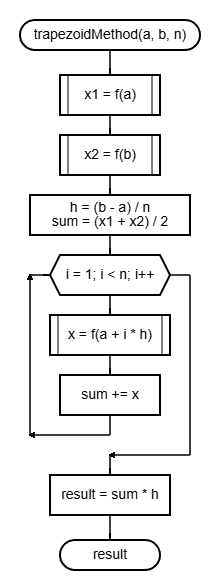 trapezoidMethod(a, b, n)
x1 = f(a)
x2 = f(b)
h = (b - a) / n
sum = (x1 + x2) / 2
i = 1; i < n; i++
x = f(a + i * h)
sum += x
result = sum * h
result